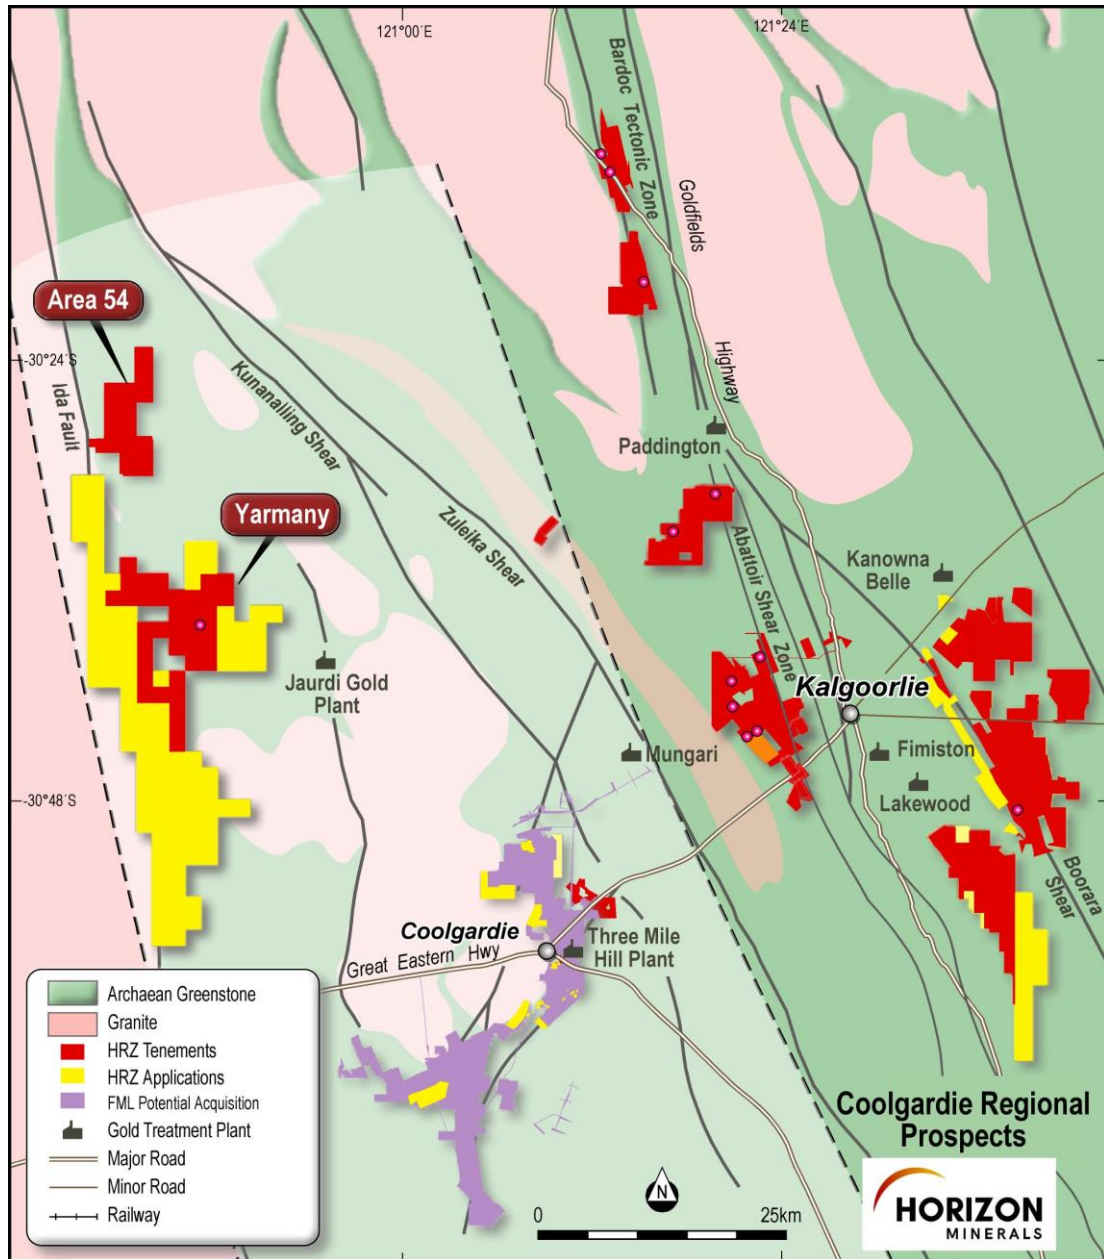 121°00´E
121°24´E
Bardoc Tectonic Zone
Goldfields
Highway
Area 54
-30°24´S
Ida Fault
Kunanalling Shear
Paddington
Yarmany
Zuleika Shear
Abattoir Shear Zone
Kanowna
Belle
Jaurdi Gold
Plant
Kalgoorlie
Mungari
Fimiston
-30°48´S
Lakewood
Boorara
Shear
Coolgardie
Three Mile
Hill Plant
Great Eastern Hwy
Archaean Greenstone
Granite
HRZ Tenements
HRZ Applications
FML Potential Acquisition
Gold Treatment Plant
Major Road
Minor Road
Railway
Coolgardie Regional
Prospects
N
0
25km
HORIZON
MINERALS